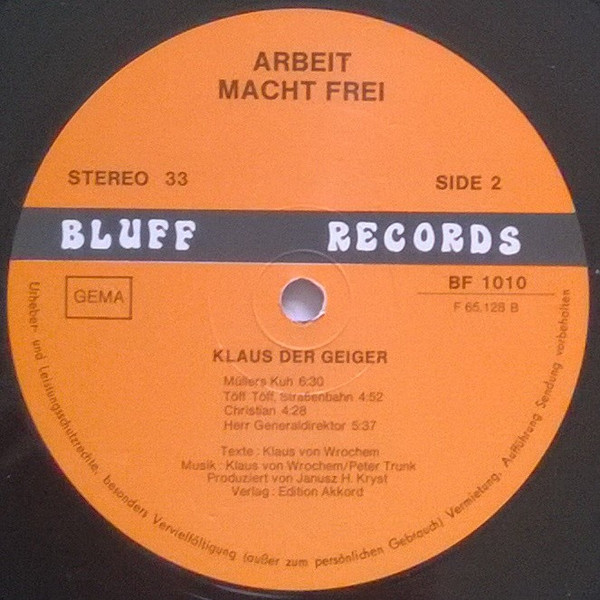 ARBEIT
MACHT FREI
STEREO 33
SIDE 2
BLUFF RECORDS
GEMA
BF 1010
F 65.128 B
KLAUS DER GEIGER
Müllers Kuh 6:30
Töff Töff, Straßenbahn 4:52
Christian 4:28
Herr Generaldirektor 5:37
Texte : Klaus von Wrochem
Musik : Klaus von Wrochem/Peter Trunk
Produziert von Janusz H. Kryst
Verlag : Edition Akkord
Urheber- und Leistungsschutzrechte, besonders Vervielfältigung (außer zum persönlichen Gebrauch) Vermietung, Aufführung Sendung vorbehalten